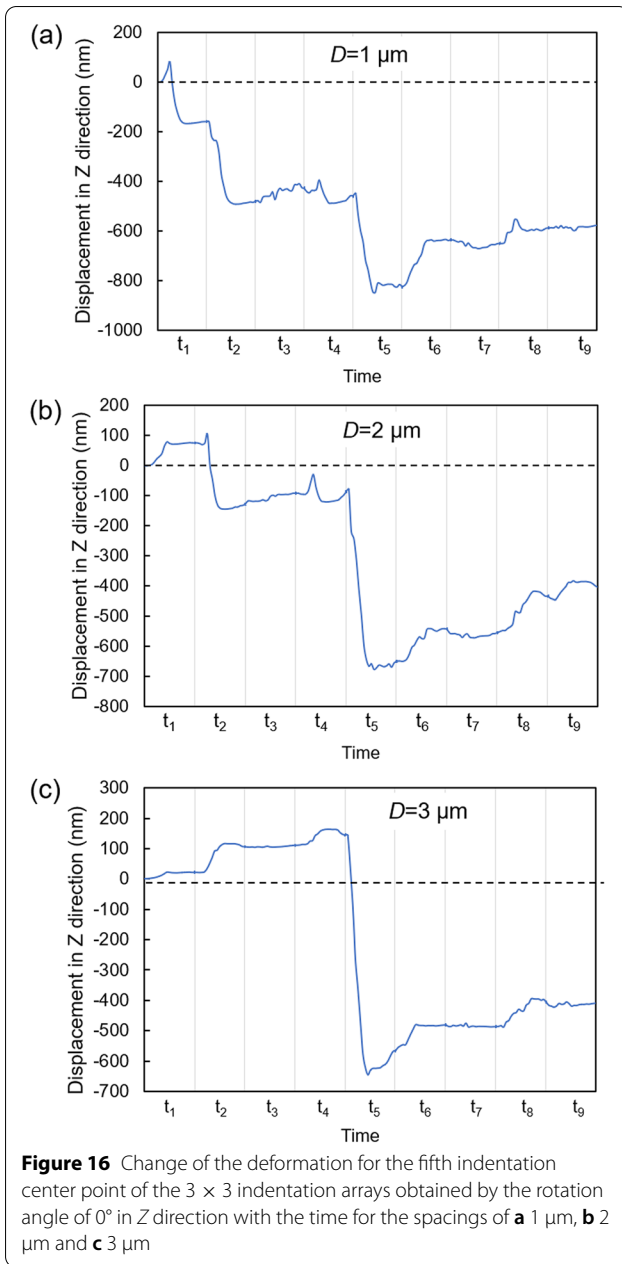 (a)
D=1 μm
Displacement in Z direction (nm)
200
0
-200
-400
-600
-800
-1000
t1 t2 t3 t4 t5 t6 t7 t8 t9
Time
(b)
D=2 μm
Displacement in Z direction (nm)
200
100
0
-100
-200
-300
-400
-500
-600
-700
-800
t1 t2 t3 t4 t5 t6 t7 t8 t9
Time
(c)
D=3 μm
Displacement in Z direction (nm)
300
200
100
0
-100
-200
-300
-400
-500
-600
-700
t1 t2 t3 t4 t5 t6 t7 t8 t9
Time
Figure 16 Change of the deformation for the fifth indentation
center point of the 3 × 3 indentation arrays obtained by the rotation
angle of 0° in Z direction with the time for the spacings of a 1 μm, b 2
μm and c 3 μm